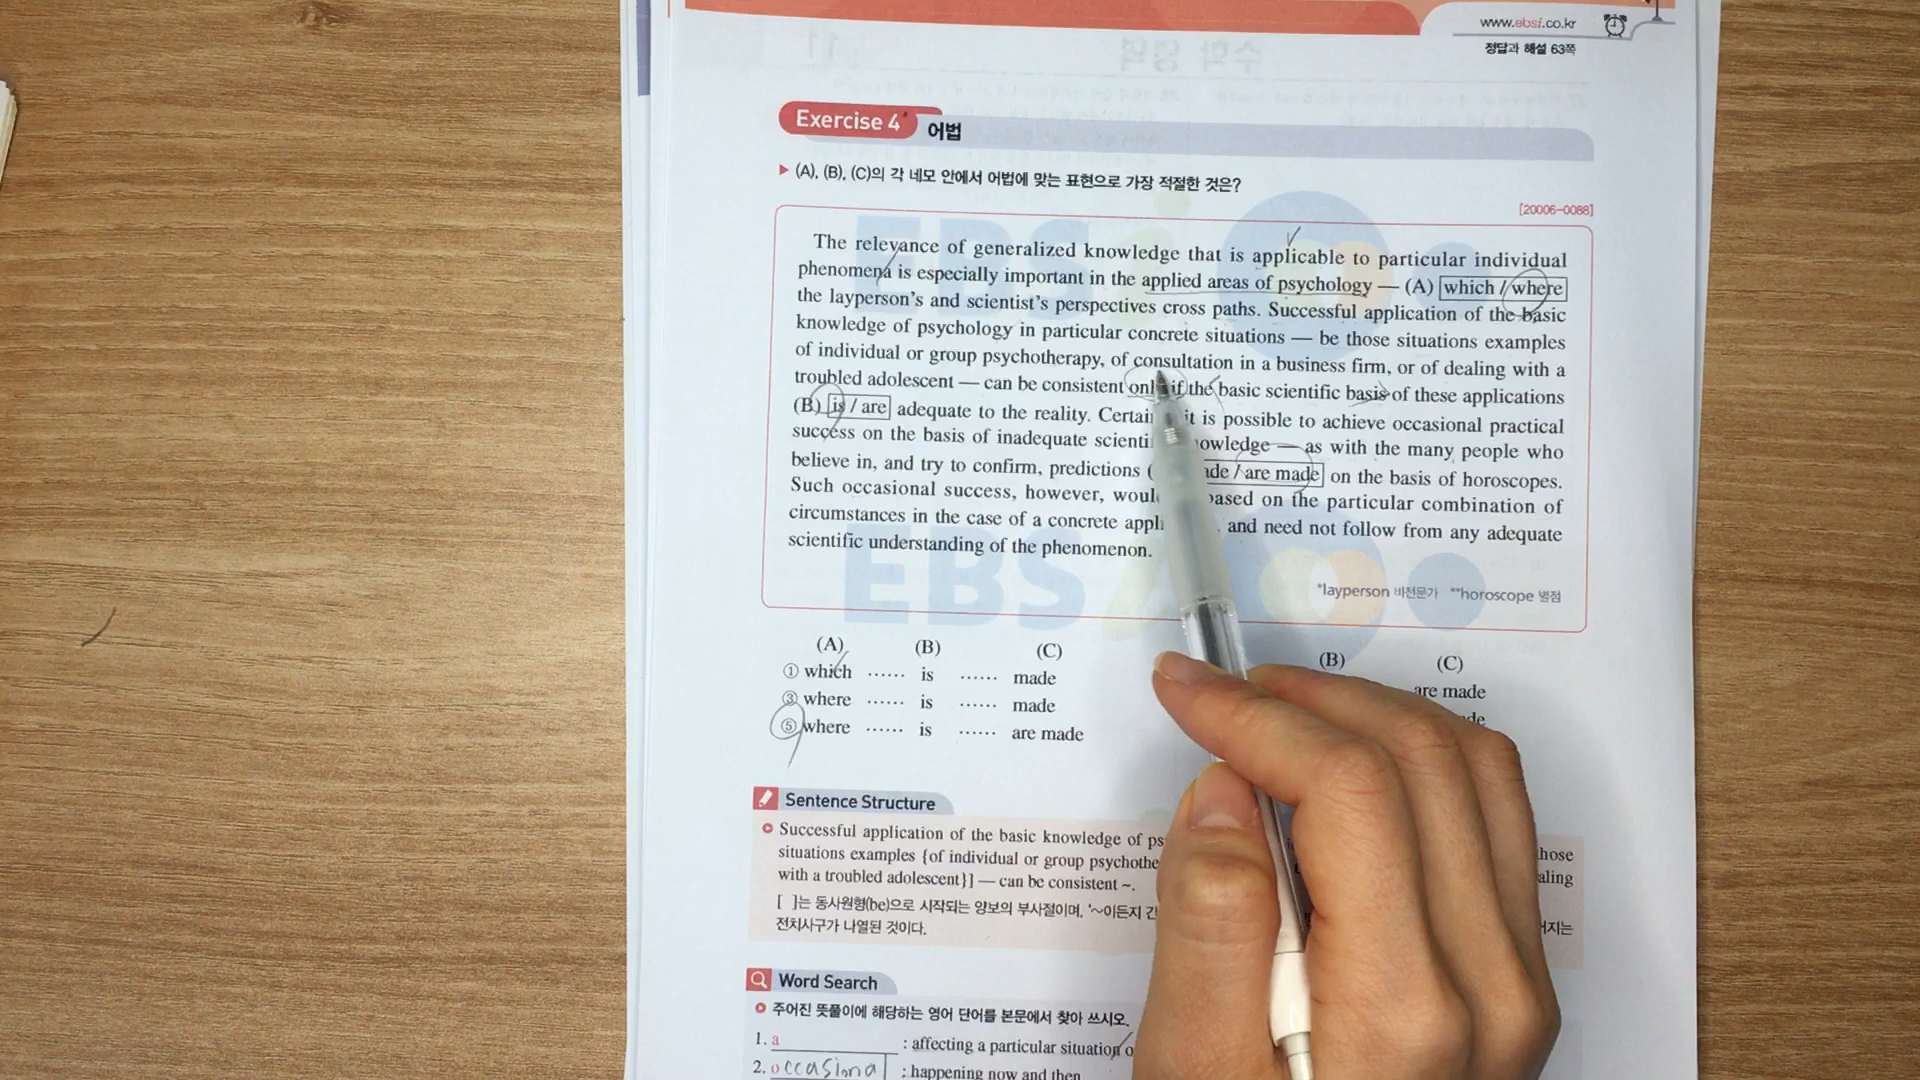 www.ebsi.co.kr
정답과 해설 63쪽
Exercise 4 어법
(A), (B), (C)의 각 네모 안에서 어법에 맞는 표현으로 가장 적절한 것은?
[20006-0088]
The relevance of generalized knowledge that is applicable to particular individual
phenomena is especially important in the applied areas of psychology — (A) which / where
the layperson's and scientist's perspectives cross paths. Successful application of the basic
knowledge of psychology in particular concrete situations — be those situations examples
of individual or group psychotherapy, of consultation in a business firm, or of dealing with a
troubled adolescent — can be consistent only if the basic scientific basis of these applications
(B) is / are adequate to the reality. it is possible to achieve occasional practical
success on the basis of inadequate — as with the many people who
believe in, and try to confirm, predictions / are made on the basis of horoscopes.
Such occasional success, however, based on the particular combination of
circumstances in the case of a concrete and need not follow from any adequate
scientific understanding of the phenomenon.
*layperson 비전문가 **horoscope 별점
(A) (B) (C) (B) (C)
① which ...... is ...... made are made
③ where ...... is ...... made
⑤ where ...... is ...... are made
Sentence Structure
Successful application of the basic knowledge of
situations examples {of individual or group
with a troubled adolescent}] — can be consistent ~.
[ ]는 동사원형(be)으로 시작되는 양보의 부사절이며, '~이든지
전치사구가 나열된 것이다.
Word Search
주어진 뜻풀이에 해당하는 영어 단어를 본문에서 찾아 쓰시오.
1. a : affecting a particular situation
2. occasional : happening now and then